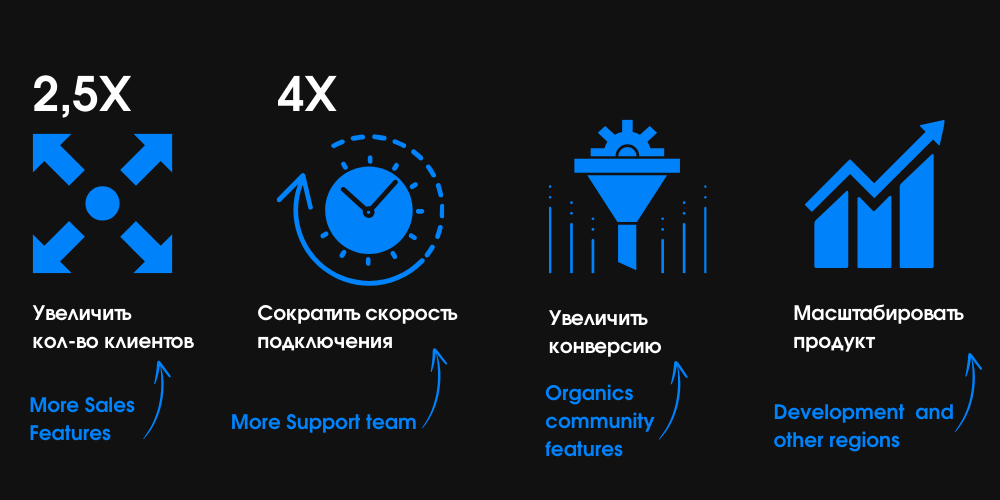 2,5X
4X
Увеличить
кол-во клиентов
Сократить скорость
подключения
Увеличить
конверсию
Масштабировать
продукт
More Sales
Features
More Support team
Organics
community
features
Development and
other regions